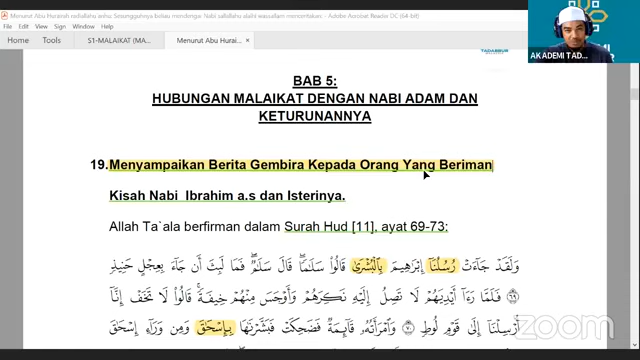 Menurut Abu Hurairah radiallahu anhu: Sesungguhnya beliau mendengar Nabi sallallahu alaihi wassallam menceritakan: - Adobe Acrobat Reader DC (64-bit)
File Edit View Sign Window Help
Home Tools S1-MALAIKAT (MA... Menurut Abu Hurai... ×
TADABBUR
AKADEMI TAD...
BAB 5:
HUBUNGAN MALAIKAT DENGAN NABI ADAM DAN
KETURUNANNYA
19. Menyampaikan Berita Gembira Kepada Orang Yang Beriman
Kisah Nabi Ibrahim a.s dan Isterinya.
Allah Ta`ala berfirman dalam Surah Hud [11], ayat 69-73:
وَلَقَدْ جَاءَتْ رُسُلُنَا إِبْرَاهِيمَ بِالْبُشْرَىٰ قَالُوا سَلَامًا قَالَ سَلَامٌ فَمَا لَبِثَ أَن جَاءَ بِعِجْلٍ حَنِيذٍ
۝٦٩ فَلَمَّا رَءَا أَيْدِيَهُمْ لَا تَصِلُ إِلَيْهِ نَكِرَهُمْ وَأَوْجَسَ مِنْهُمْ خِيفَةً قَالُوا لَا تَخَفْ إِنَّا
أُرْسِلْنَا إِلَىٰ قَوْمِ لُوطٍ ۝٧٠ وَامْرَأَتُهُ قَائِمَةٌ فَضَحِكَتْ فَبَشَّرْنَاهَا بِإِسْحَاقَ وَمِن وَرَاءِ إِسْحَاقَ
zoom